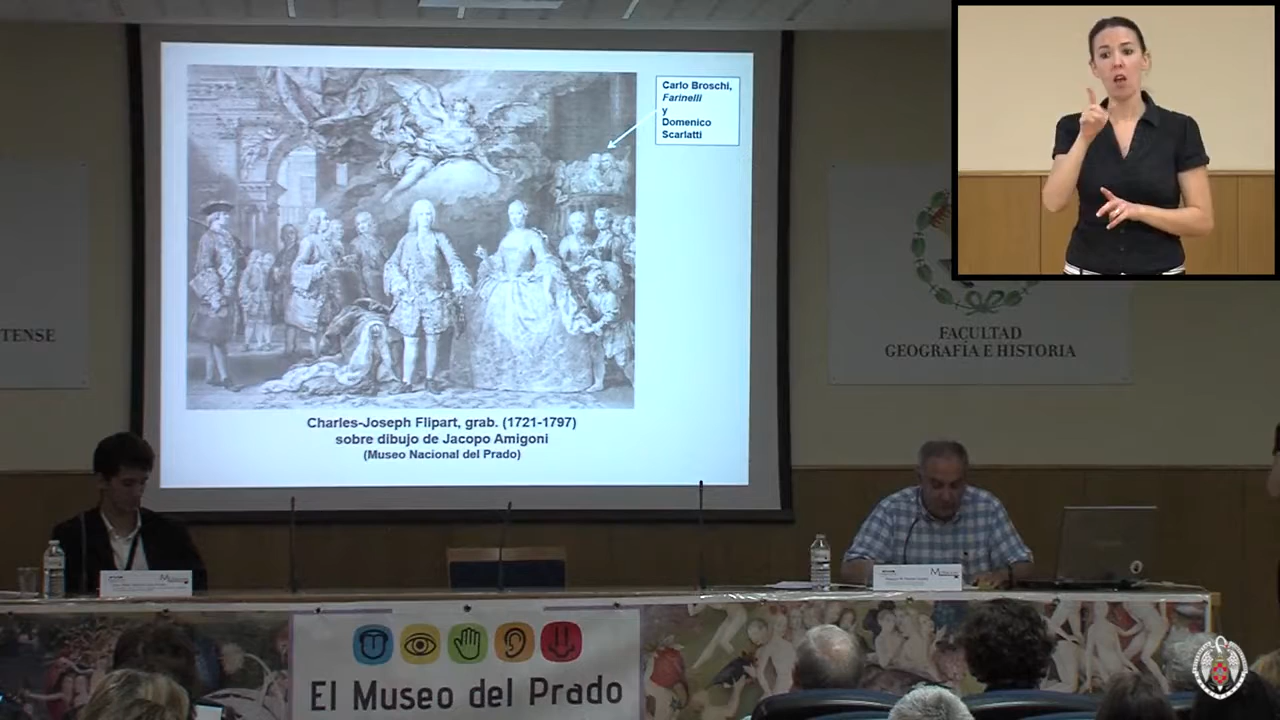 Carlo Broschi,
Farinelli
y
Domenico
Scarlatti
Charles-Joseph Flipart, grab. (1721-1797)
sobre dibujo de Jacopo Amigoni
(Museo Nacional del Prado)
TENSE
FACULTAD
GEOGRAFÍA E HISTORIA
El Museo del Prado